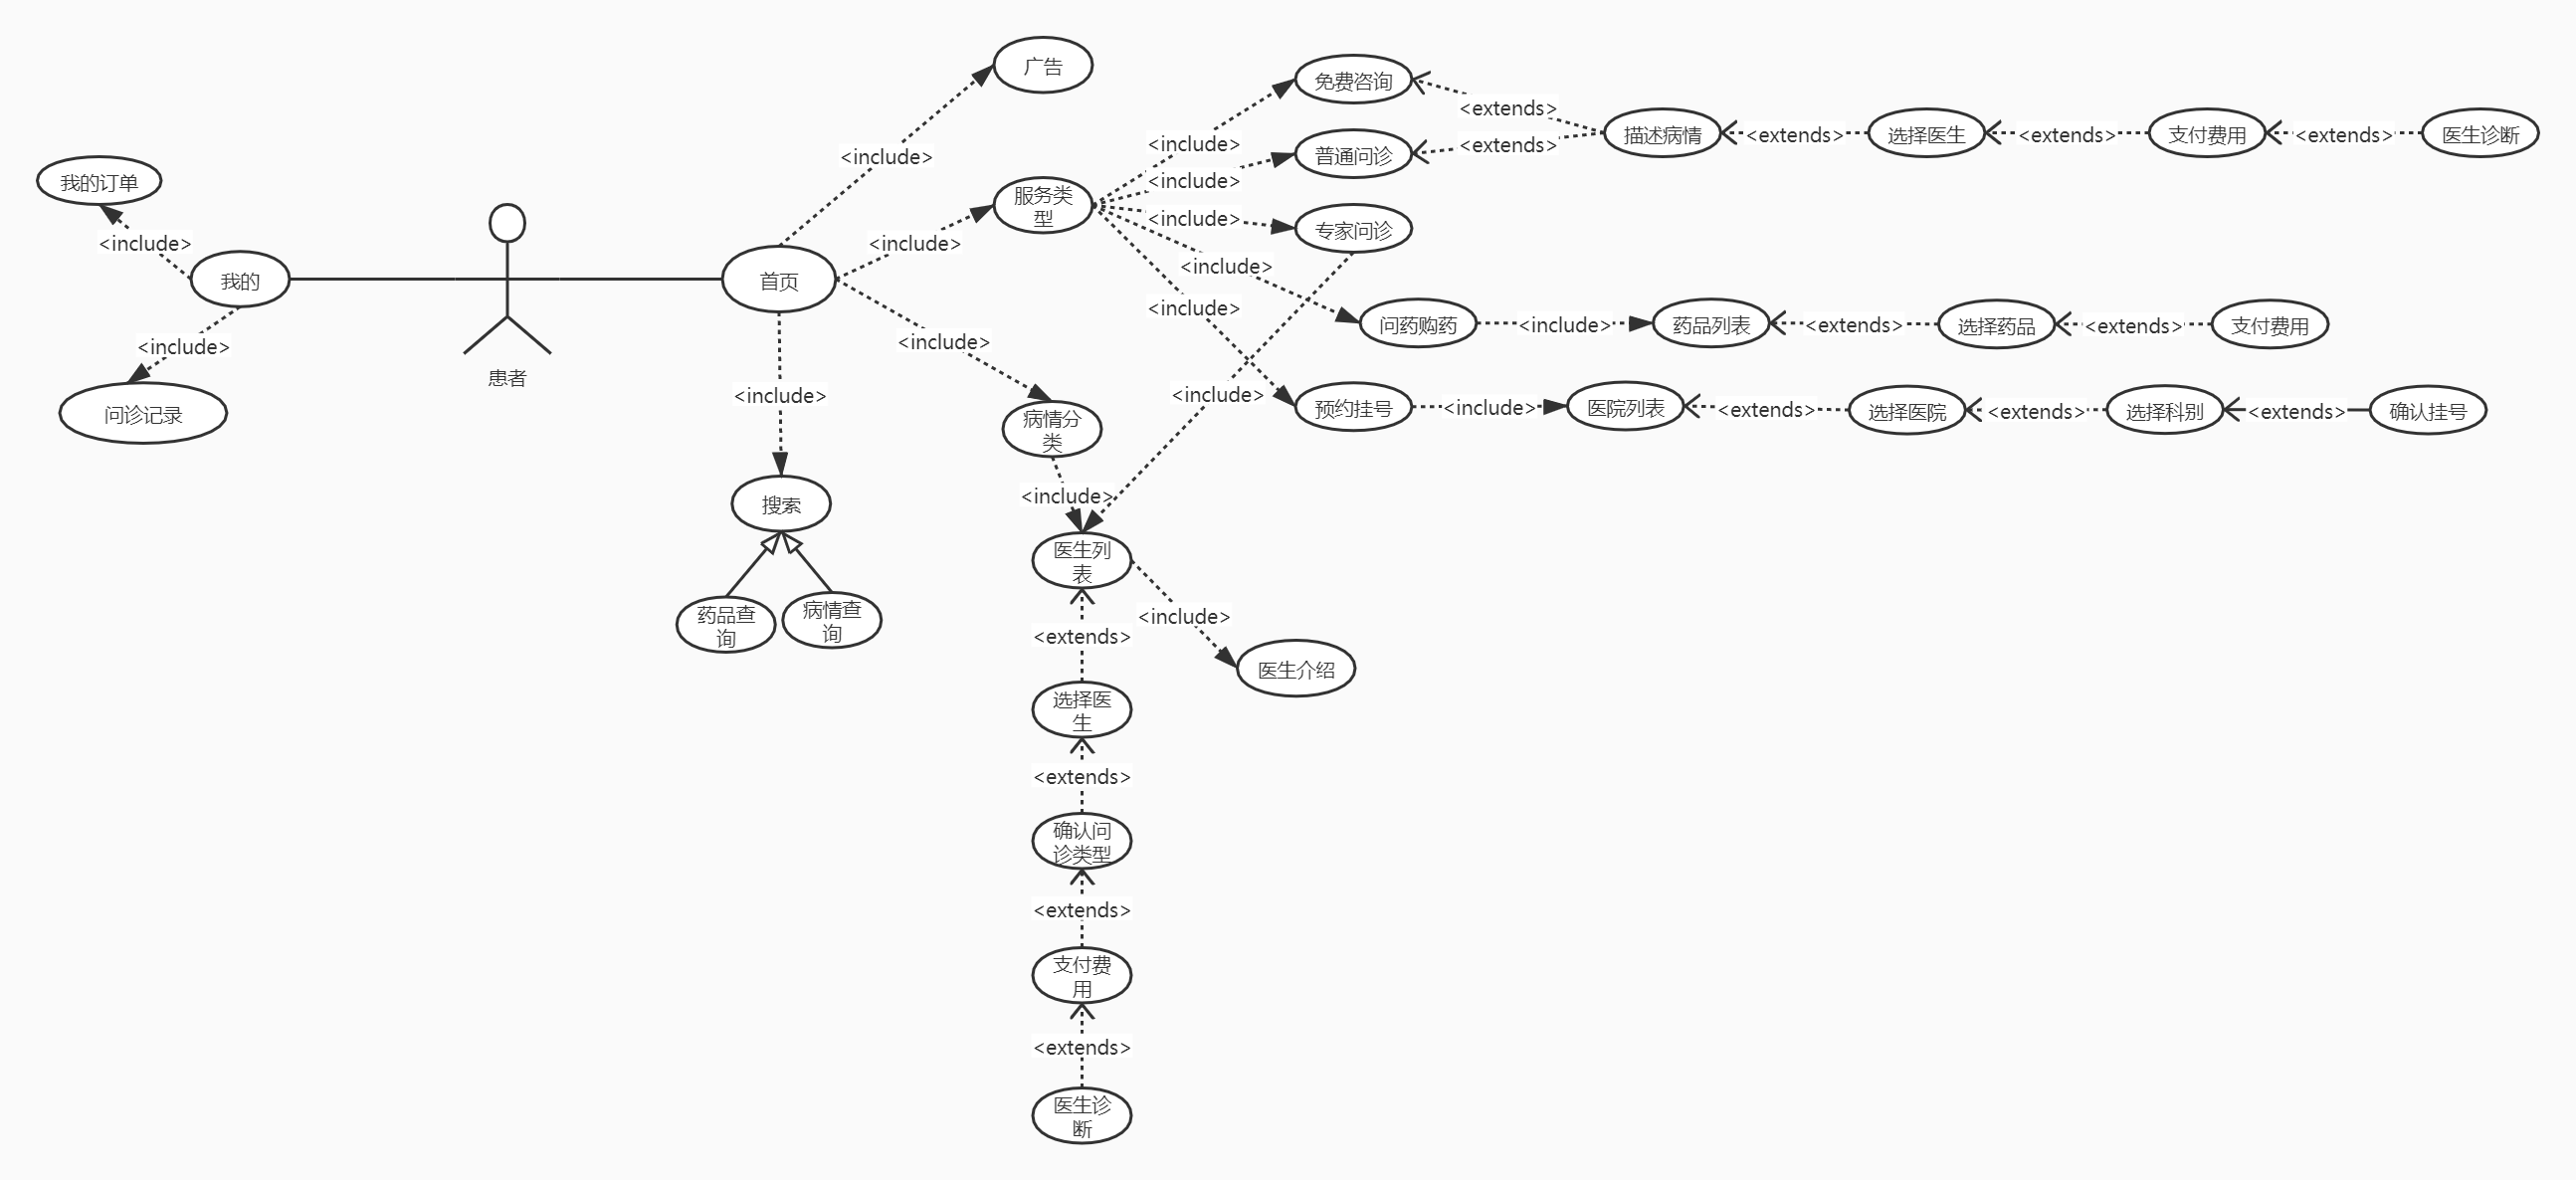 广告
免费咨询
<extends>
描述病情
<extends>
选择医生
<extends>
支付费用
<extends>
医生诊断
<include>
<extends>
普通问诊
<include>
<include>
我的订单
服务类
型
<include>
专家问诊
<include>
<include>
我的
首页
<include>
<include>
问药购药
<include>
药品列表
<extends>
选择药品
<extends>
支付费用
<include>
<include>
患者
<include>
<include>
预约挂号
<include>
医院列表
<extends>
选择医院
<extends>
选择科别
<extends>
确认挂号
问诊记录
病情分
类
<include>
搜索
医生列
表
药品查
询
病情查
询
<include>
<extends>
医生介绍
选择医
生
<extends>
确认问
诊类型
<extends>
支付费
用
<extends>
医生诊
断